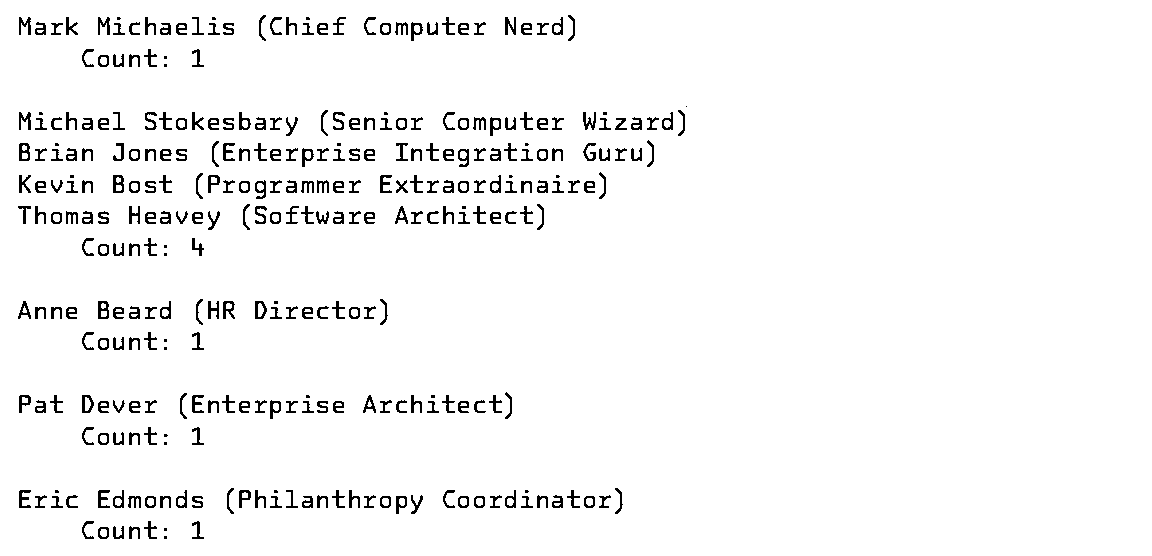 Mark Michaelis (Chief Computer Nerd)
    Count: 1

Michael Stokesbary (Senior Computer Wizard)
Brian Jones (Enterprise Integration Guru)
Kevin Bost (Programmer Extraordinaire)
Thomas Heavey (Software Architect)
    Count: 4

Anne Beard (HR Director)
    Count: 1

Pat Dever (Enterprise Architect)
    Count: 1

Eric Edmonds (Philanthropy Coordinator)
    Count: 1